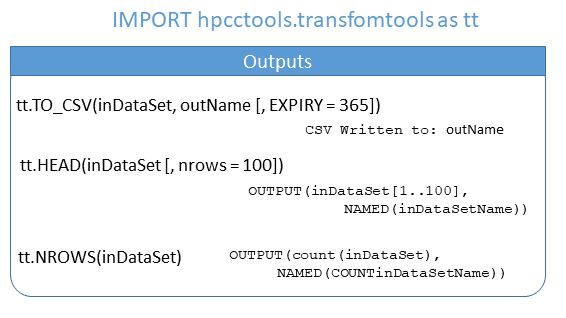 IMPORT hpcctools.transfomtools as tt
Outputs
tt.TO_CSV(inDataSet, outName [, EXPIRY = 365])
CSV Written to: outName
tt.HEAD(inDataSet [, nrows = 100])
OUTPUT(inDataSet[1..100],
NAMED(inDataSetName))
tt.NROWS(inDataSet)
OUTPUT(count(inDataSet),
NAMED(COUNTinDataSetName))